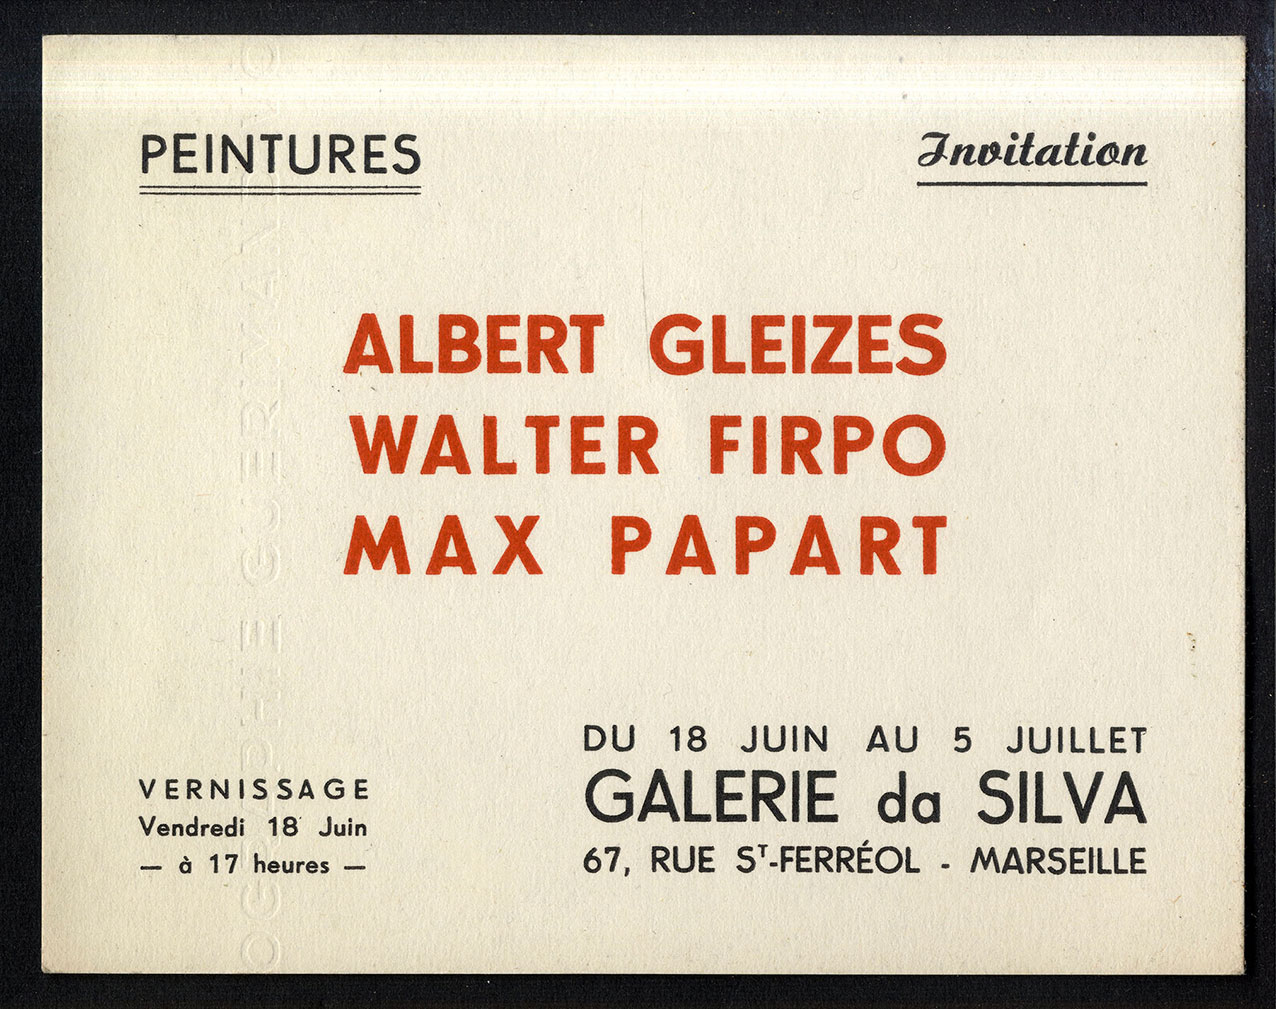 PEINTURES
Invitation
ALBERT GLEIZES
WALTER FIRPO
MAX PAPART
VERNISSAGE
Vendredi 18 Juin
— à 17 heures —
DU 18 JUIN AU 5 JUILLET
GALERIE da SILVA
67, RUE Sᵀ-FERRÉOL - MARSEILLE